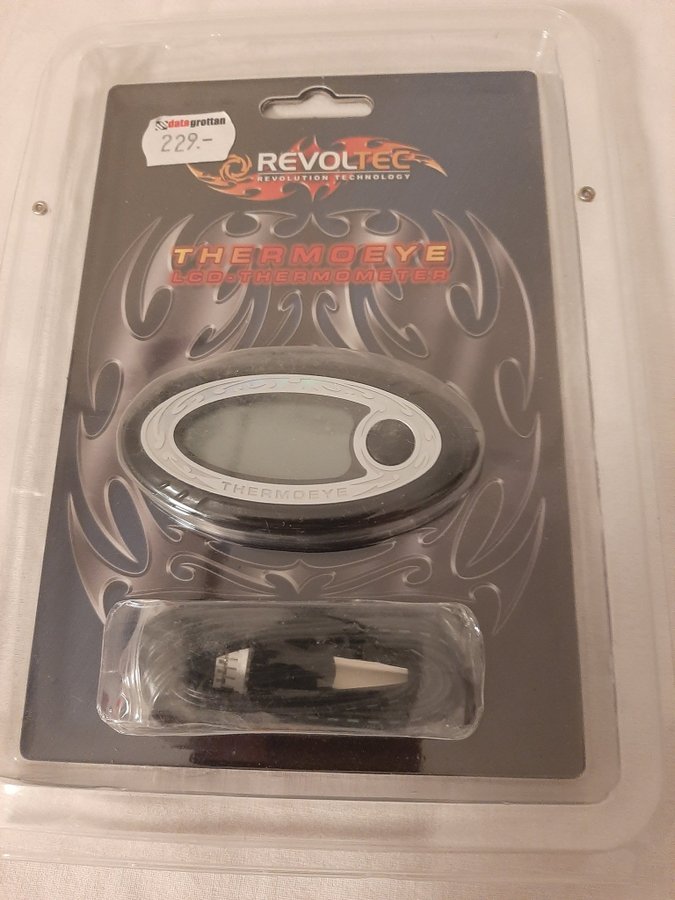 datagrottan
229.-
REVOLTEC
REVOLUTION TECHNOLOGY
THERMOEYE
LCD-THERMOMETER
THERMOEYE